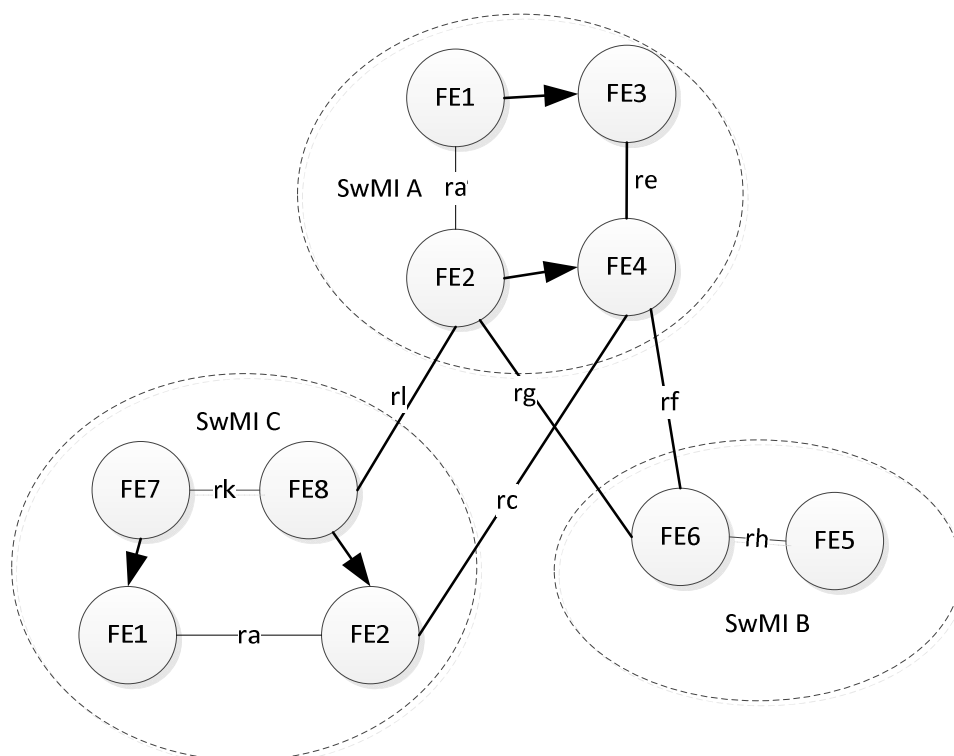 FE1
FE3
SwMI A
ra
re
FE2
FE4
rl
rg
rf
SwMI C
FE7
rk
FE8
rc
FE6
rh
FE5
FE1
ra
FE2
SwMI B